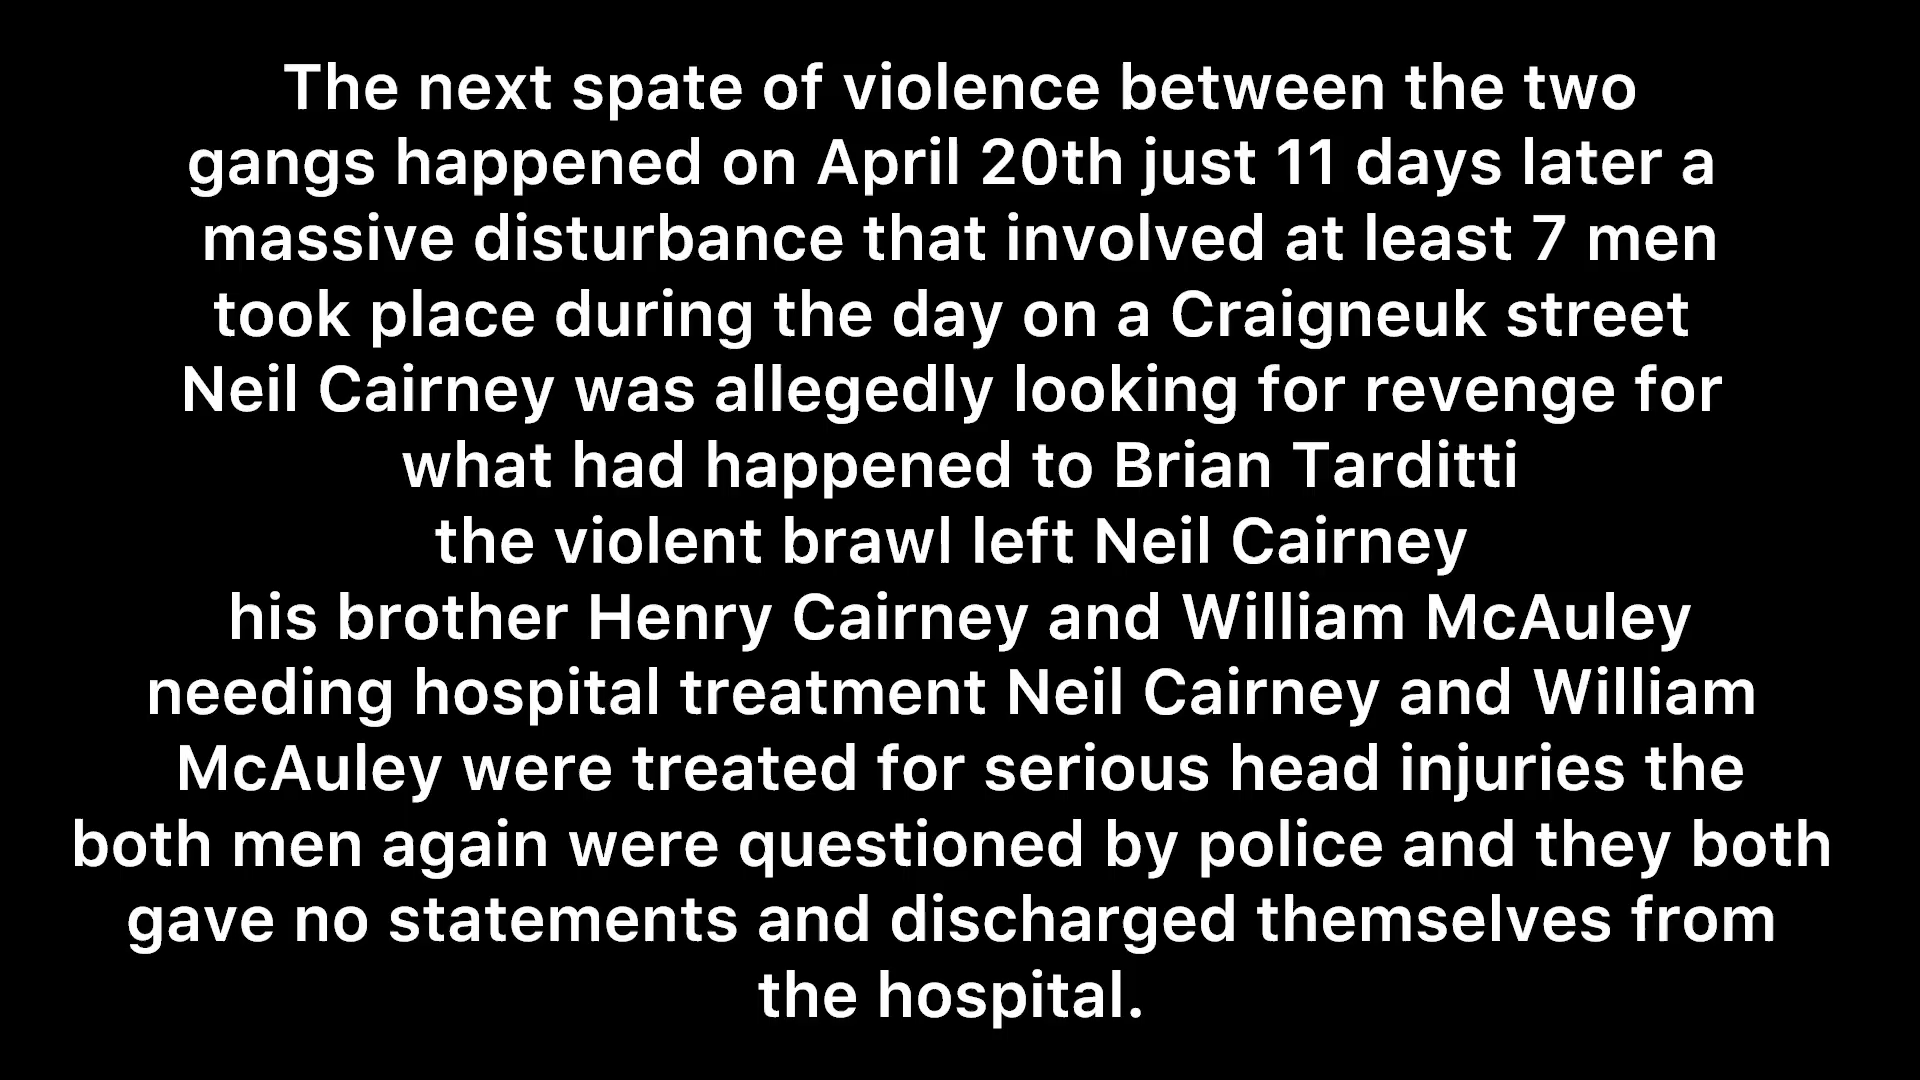 The next spate of violence between the two
gangs happened on April 20th just 11 days later a
massive disturbance that involved at least 7 men
took place during the day on a Craigneuk street
Neil Cairney was allegedly looking for revenge for
what had happened to Brian Tarditti
the violent brawl left Neil Cairney
his brother Henry Cairney and William McAuley
needing hospital treatment Neil Cairney and William
McAuley were treated for serious head injuries the
both men again were questioned by police and they both
gave no statements and discharged themselves from
the hospital.